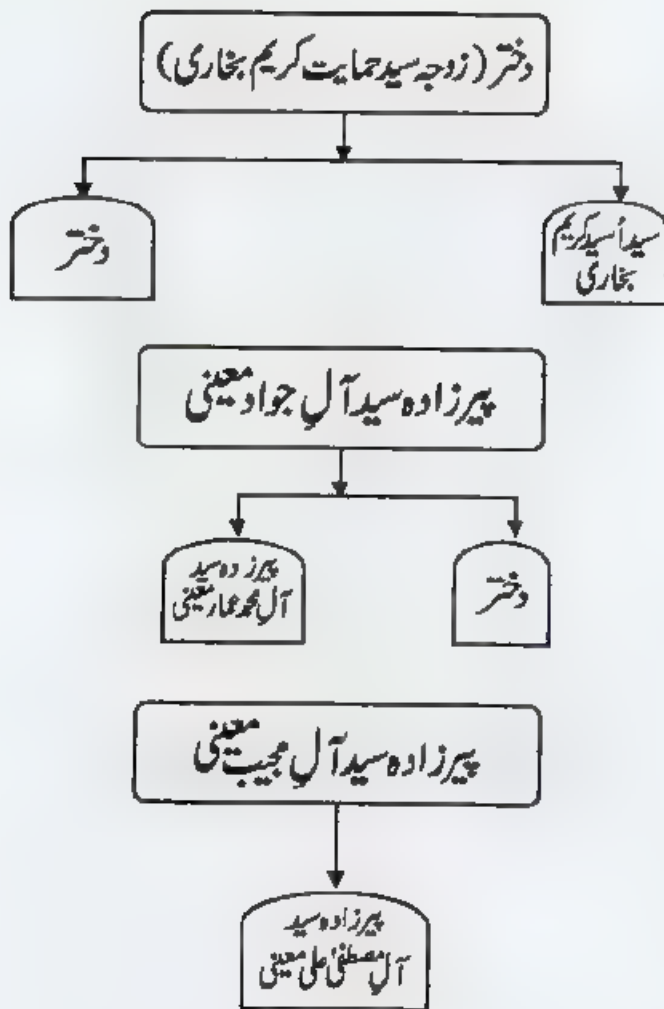 دختر (زوجہ سید حمایت کریم بخاری)
سید أسید کریم
بخاری
دختر
پیرزادہ سید آلِ جواد معینی
دختر
پیرزادہ سید
آلِ محمد عمار معینی
پیرزادہ سید آلِ مجیب معینی
پیرزادہ سید
آلِ مصطفیٰ علی معینی